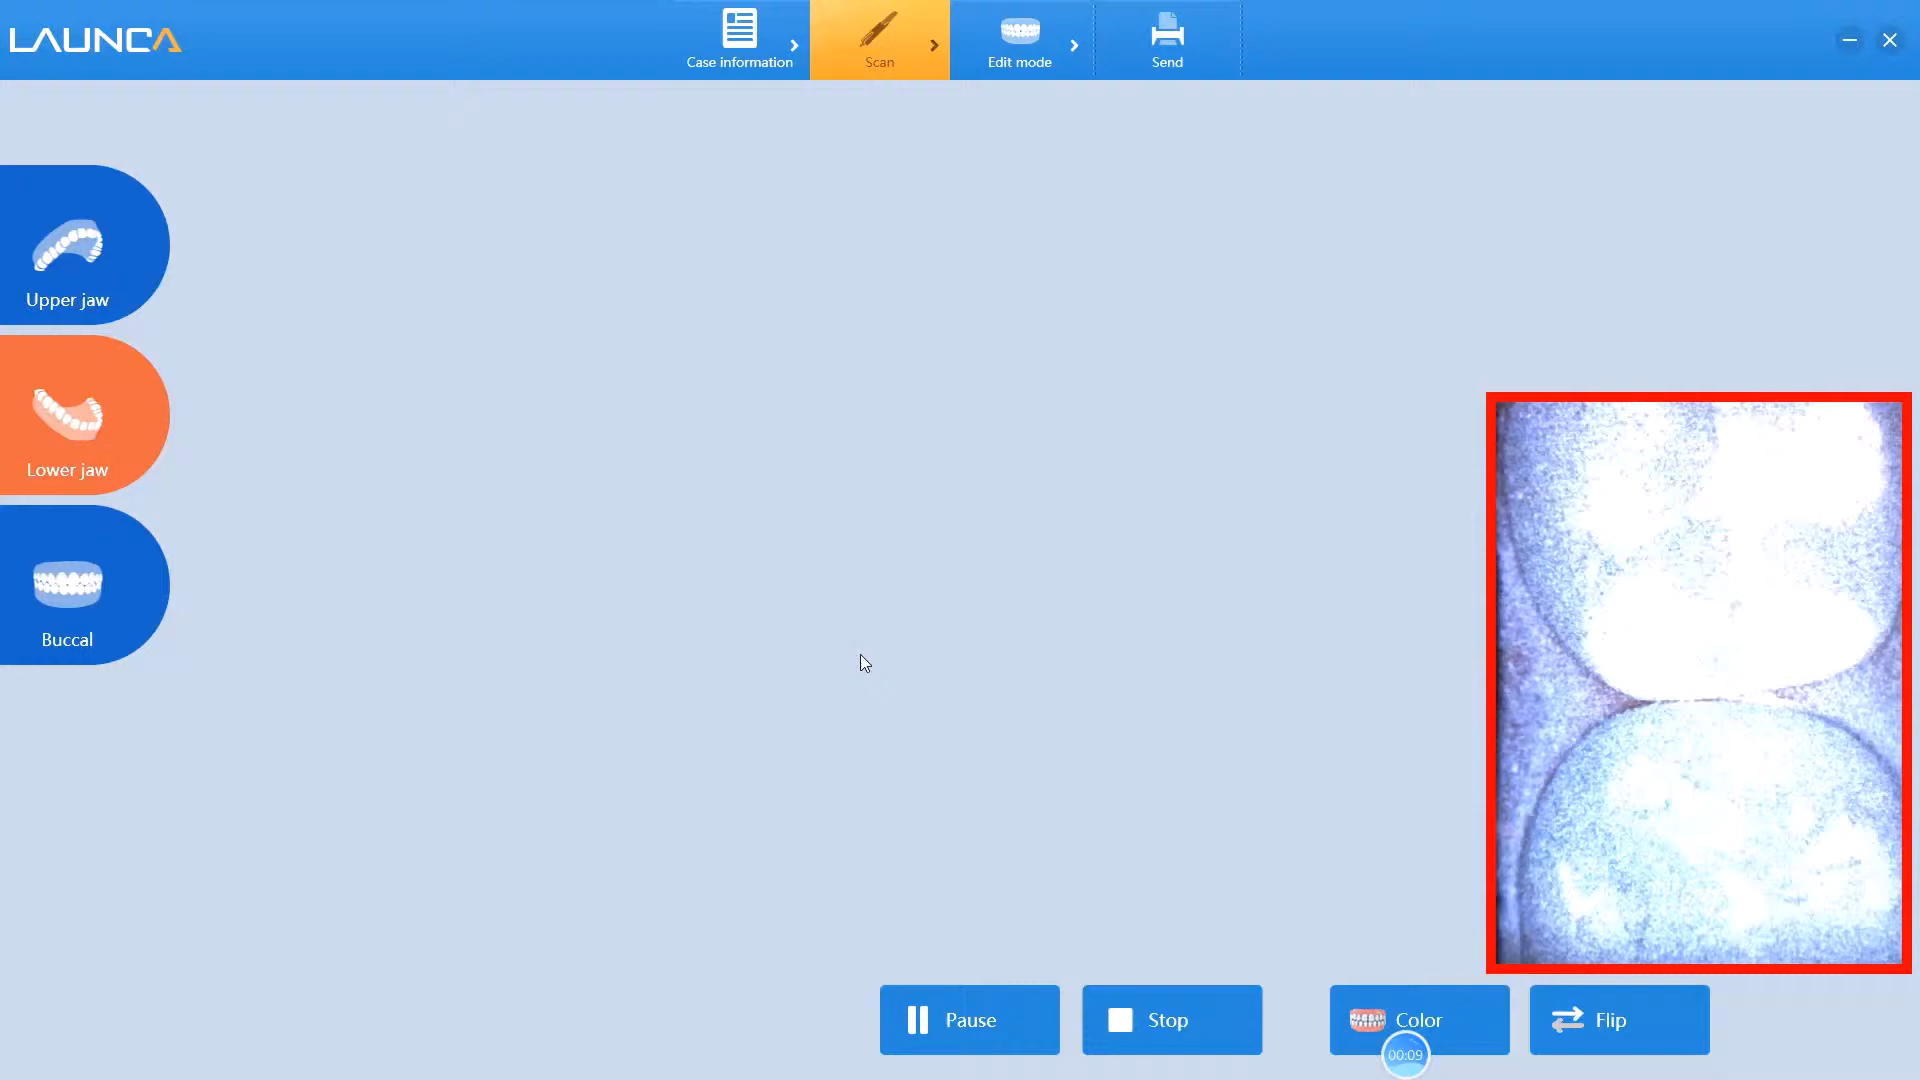 LAUNCA
Case information
Scan
Edit mode
Send
Upper jaw
Lower jaw
Buccal
Pause
Stop
Color
Flip
00:09